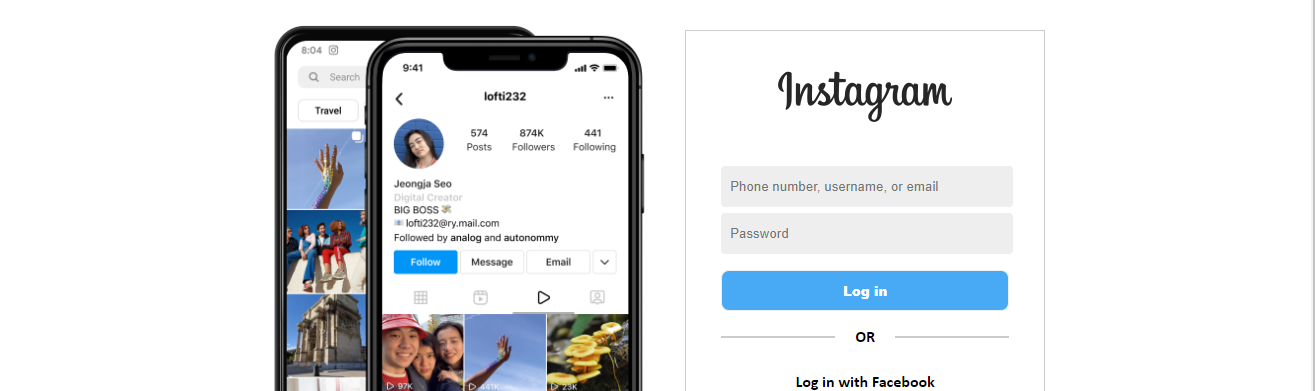 8:04
Search
Travel
9:41
lofti232
574 874K 441
Posts Followers Following
Jeongja Seo
Digital Creator
BIG BOSS
lofti232@ry.mail.com
Followed by analog and autonommy
Follow Message Email
97K 441K 23K
Instagram
Phone number, username, or email
Password
Log in
OR
Log in with Facebook